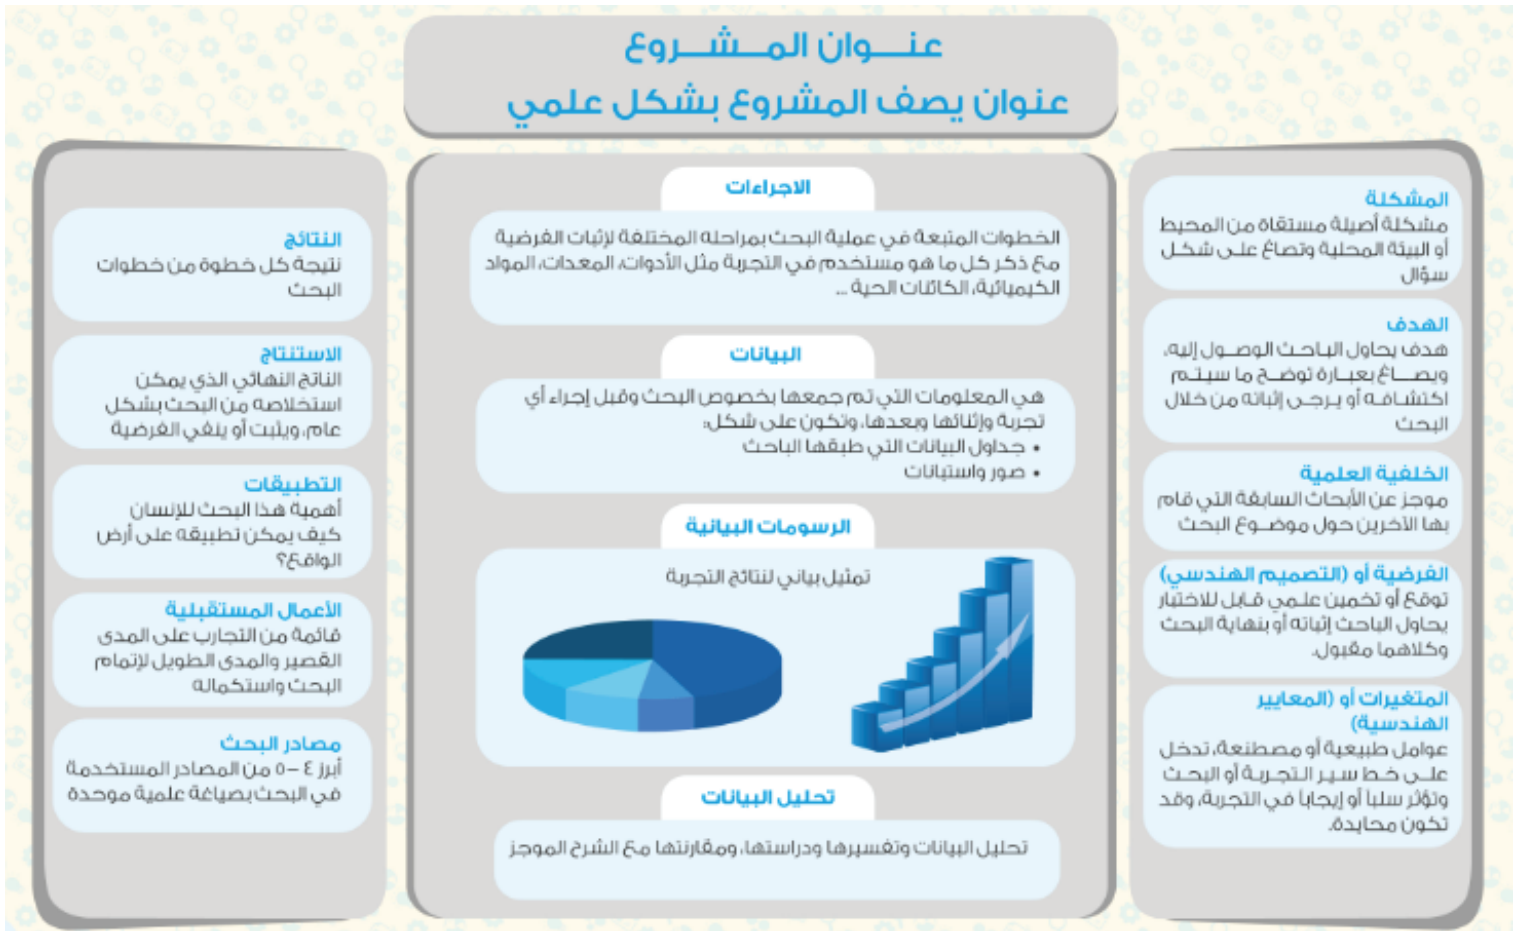 عنـــوان المـــشـــروع
عنوان يصف المشروع بشكل علمي
المشكلة
مشكلة أصيلة مستقاة من المحيط
أو البيئة المحلية وتصاغ على شكل
سؤال
الهدف
هدف يحاول الباحث الوصول إليه،
ويصاغ بعبارة توضح ما سيتم
اكتشافه أو يرجى إثباته من خلال
البحث
الخلفية العلمية
موجز عن الأبحاث السابقة التي قام
بها الآخرين حول موضوع البحث
الفرضية أو (التصميم الهندسي)
توقع أو تخمين علمي قابل للاختبار
يحاول الباحث إثباته أو بنهاية البحث
وكلاهما مقبول.
المتغيرات أو (المعايير
الهندسية)
عوامل طبيعية أو مصطنعة، تدخل
على خط سير التجربة أو البحث
وتؤثر سلباً أو إيجاباً في التجربة، وقد
تكون محايدة.
الاجراءات
الخطوات المتبعة في عملية البحث بمراحله المختلفة لإثبات الفرضية
مع ذكر كل ما هو مستخدم في التجربة مثل الأدوات، المعدات، المواد
الكيميائية، الكائنات الحية ...
البيانات
هي المعلومات التي تم جمعها بخصوص البحث وقبل إجراء أي
تجربة وإثنائها وبعدها، وتكون على شكل:
• جداول البيانات التي طبقها الباحث
• صور واستبانات
الرسومات البيانية
تمثيل بياني لنتائج التجربة
تحليل البيانات
تحليل البيانات وتفسيرها ودراستها، ومقارنتها مع الشرح الموجز
النتائج
نتيجة كل خطوة من خطوات
البحث
الاستنتاج
الناتج النهائي الذي يمكن
استخلاصه من البحث بشكل
عام، ويثبت أو ينفي الفرضية
التطبيقات
أهمية هذا البحث للإنسان
كيف يمكن تطبيقه على أرض
الواقع؟
الأعمال المستقبلية
قائمة من التجارب على المدى
القصير والمدى الطويل لإتمام
البحث واستكماله
مصادر البحث
أبرز ٤ – ٥ من المصادر المستخدمة
في البحث بصياغة علمية موحدة